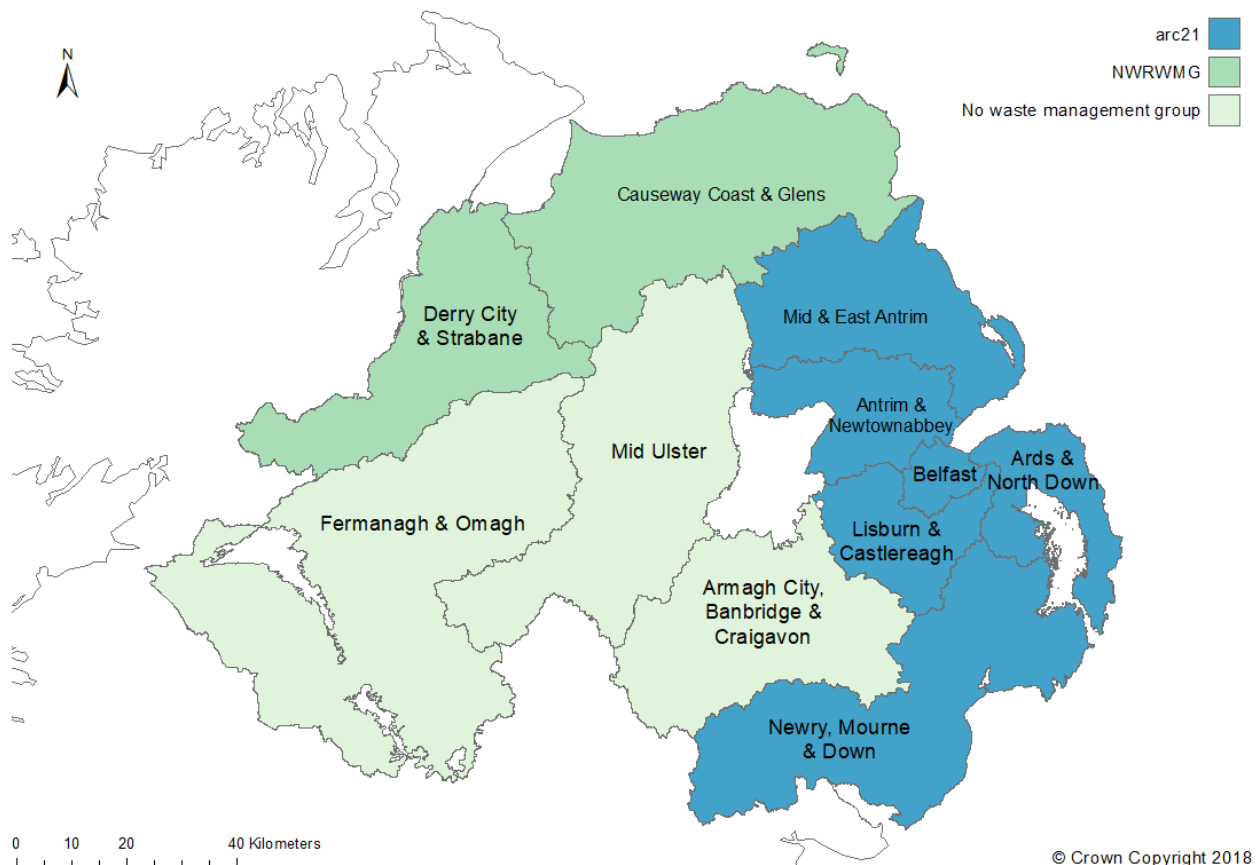 N
arc21
NWRWMG
No waste management group
Causeway Coast & Glens
Derry City
& Strabane
Mid & East Antrim
Antrim &
Newtownabbey
Mid Ulster
Belfast
Ards &
North Down
Fermanagh & Omagh
Lisburn &
Castlereagh
Armagh City,
Banbridge &
Craigavon
Newry, Mourne
& Down
0 10 20 40 Kilometers
© Crown Copyright 2018